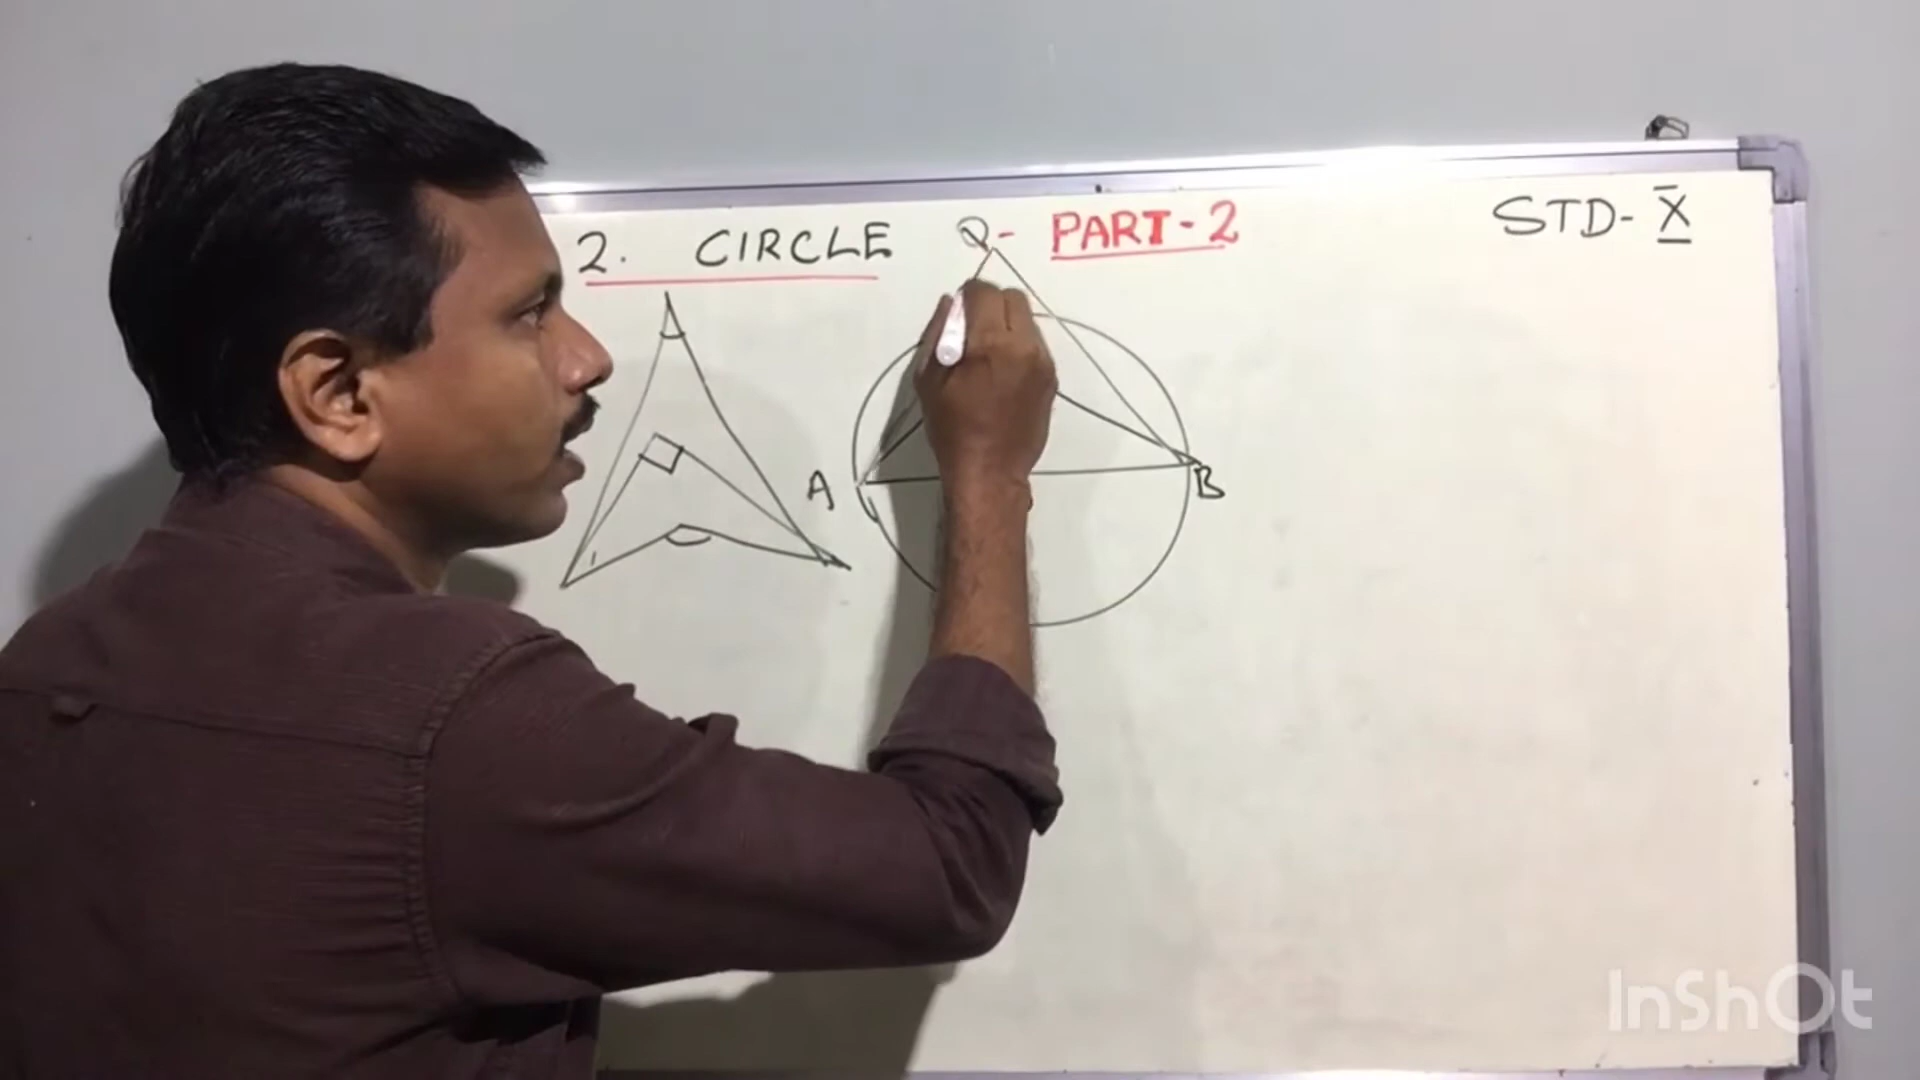 2. CIRCLE - PART-2
STD- X
Q
A
B
InShOt